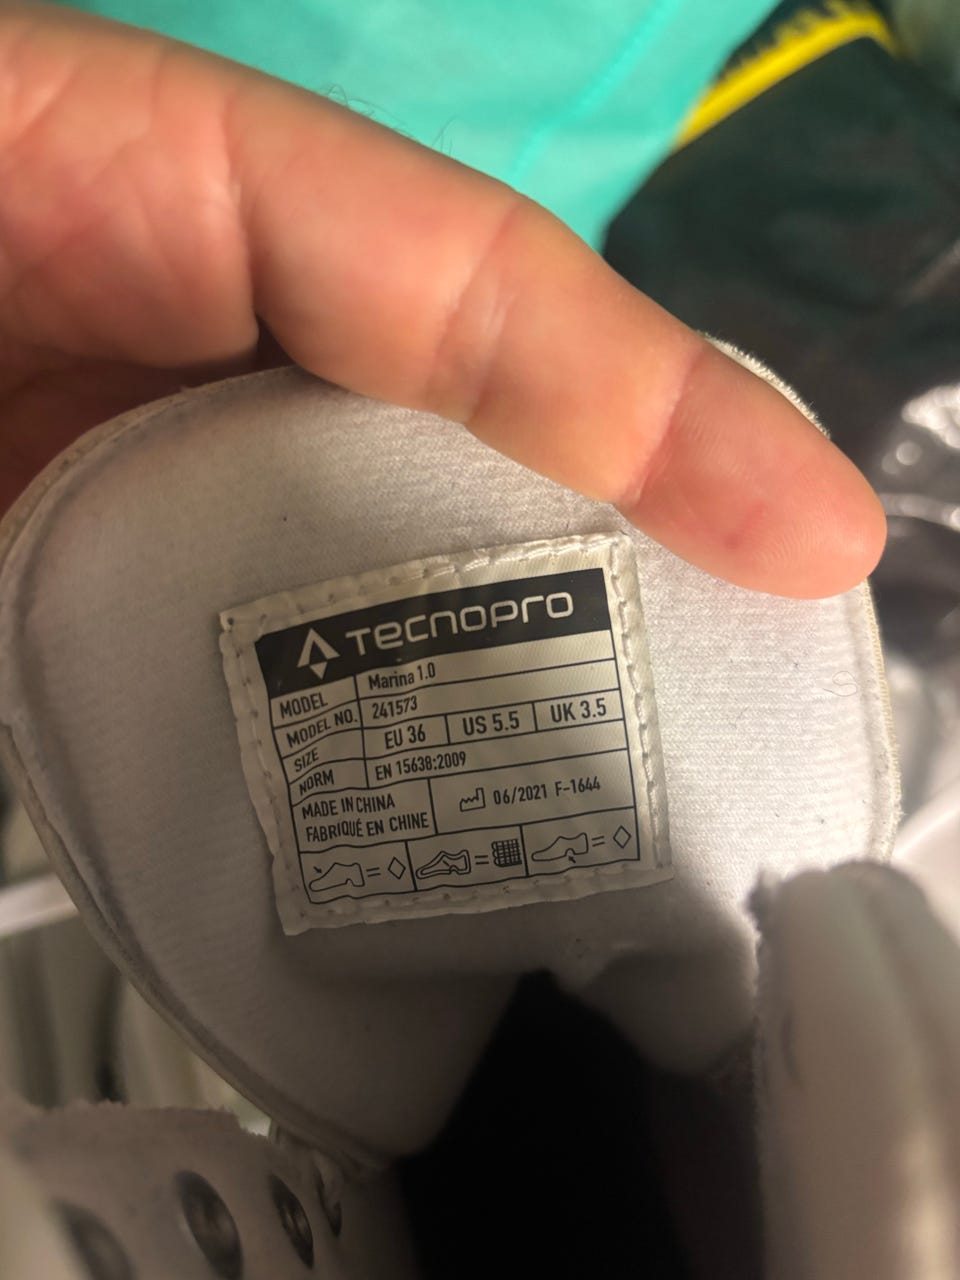 TECNOPRO
MODEL Marina 1.0
MODEL NO. 241573
SIZE EU 36 US 5.5 UK 3.5
NORM EN 15638:2009
MADE IN CHINA
FABRIQUÉ EN CHINE
06/2021 F-1644
= =  =